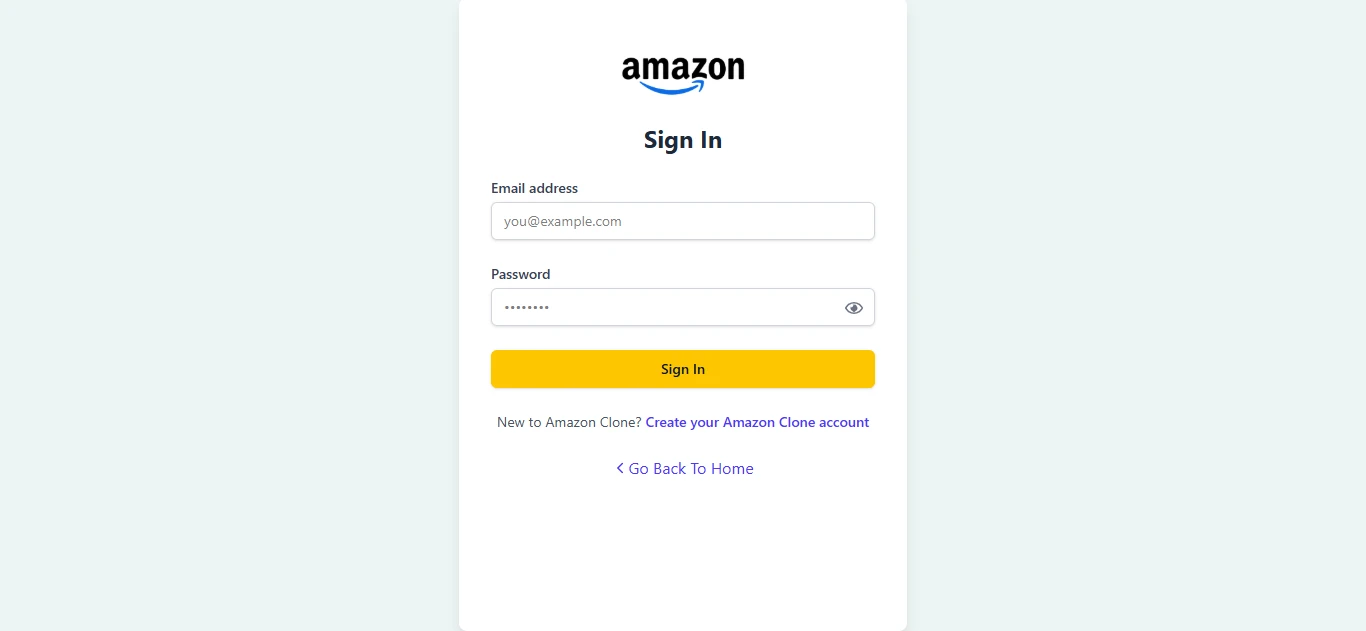 amazon
Sign In
Email address
you@example.com
Password
••••••••
Sign In
New to Amazon Clone? Create your Amazon Clone account
Go Back To Home